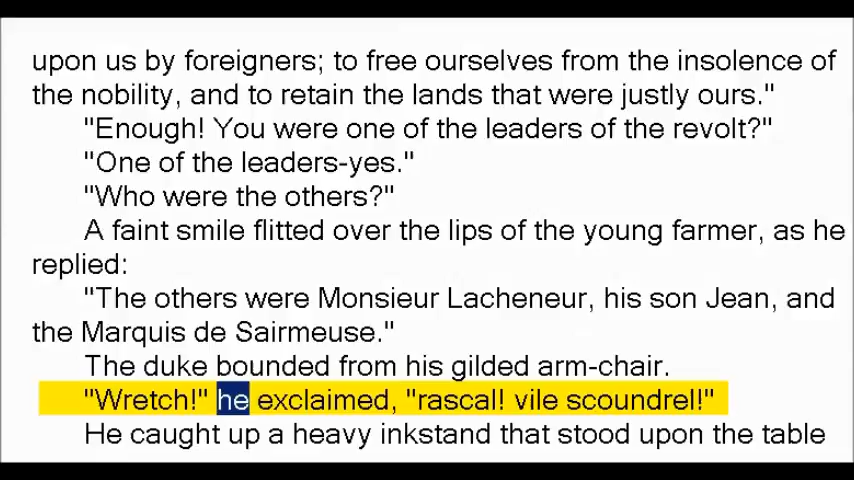 upon us by foreigners; to free ourselves from the insolence of
the nobility, and to retain the lands that were justly ours."
"Enough! You were one of the leaders of the revolt?"
"One of the leaders-yes."
"Who were the others?"
A faint smile flitted over the lips of the young farmer, as he
replied:
"The others were Monsieur Lacheneur, his son Jean, and
the Marquis de Sairmeuse."
The duke bounded from his gilded arm-chair.
"Wretch!" he exclaimed, "rascal! vile scoundrel!"
He caught up a heavy inkstand that stood upon the table